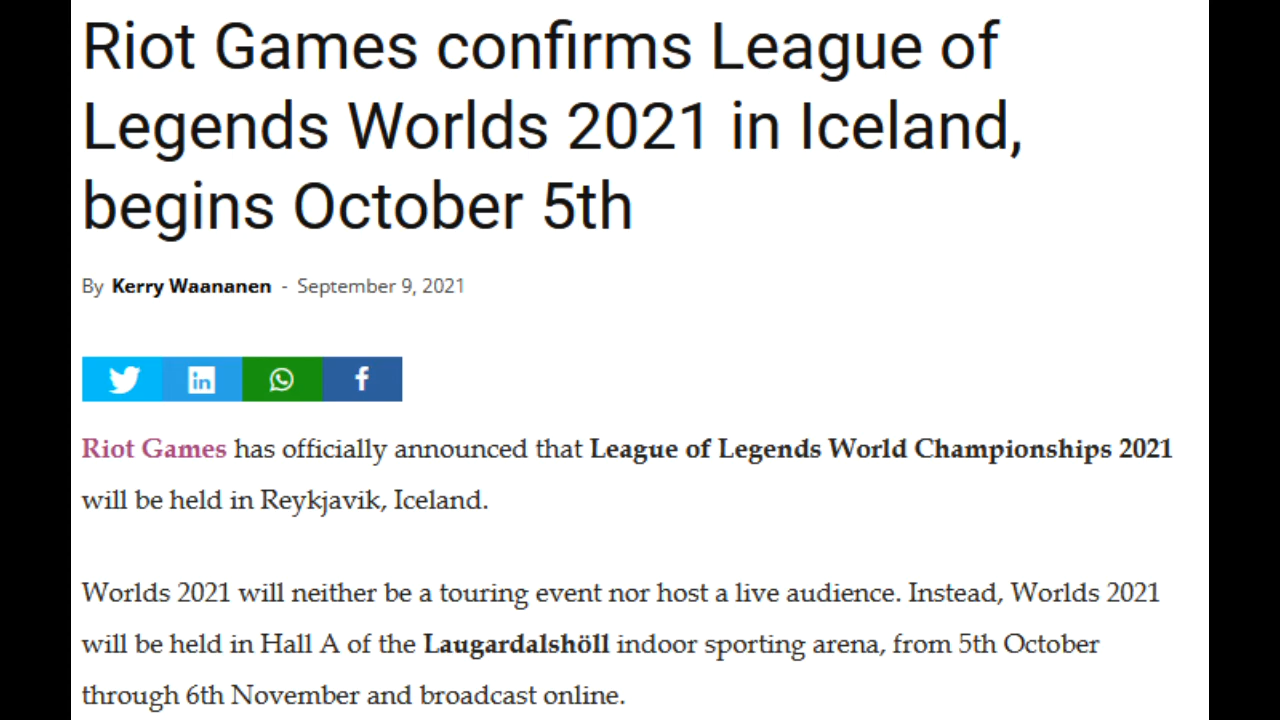 Riot Games confirms League of
Legends Worlds 2021 in Iceland,
begins October 5th
By Kerry Waananen - September 9, 2021
Riot Games has officially announced that League of Legends World Championships 2021
will be held in Reykjavik, Iceland.
Worlds 2021 will neither be a touring event nor host a live audience. Instead, Worlds 2021
will be held in Hall A of the Laugardalshöll indoor sporting arena, from 5th October
through 6th November and broadcast online.